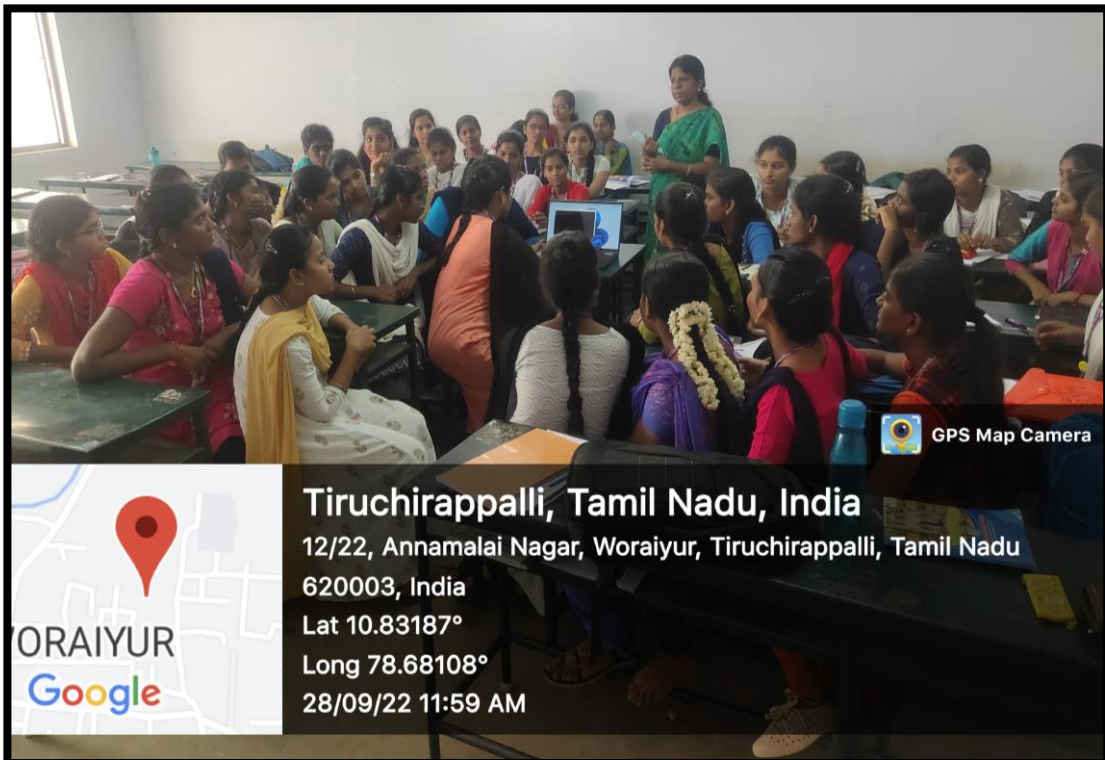 GPS Map Camera
Tiruchirappalli, Tamil Nadu, India
12/22, Annamalai Nagar, Woraiyur, Tiruchirappalli, Tamil Nadu
620003, India
Lat 10.83187°
Long 78.68108°
28/09/22 11:59 AM
ORAIYUR
Google